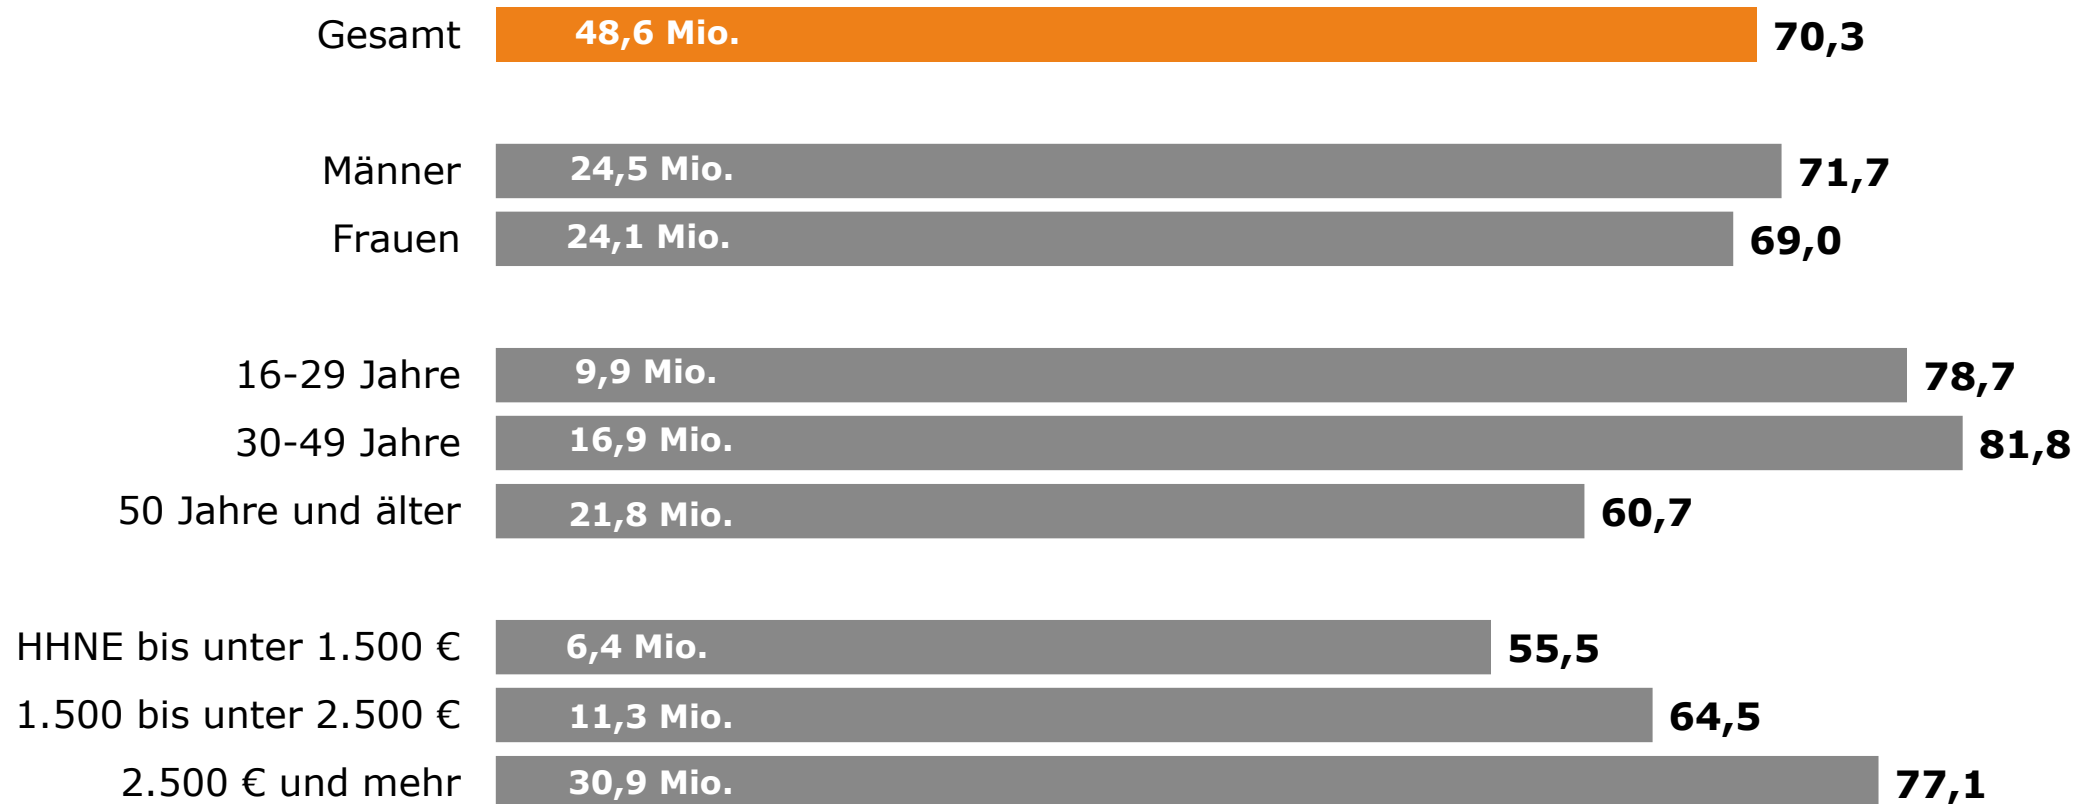 Gesamt 48,6 Mio. 70,3
Männer 24,5 Mio. 71,7
Frauen 24,1 Mio. 69,0
16-29 Jahre 9,9 Mio. 78,7
30-49 Jahre 16,9 Mio. 81,8
50 Jahre und älter 21,8 Mio. 60,7
HHNE bis unter 1.500 € 6,4 Mio. 55,5
1.500 bis unter 2.500 € 11,3 Mio. 64,5
2.500 € und mehr 30,9 Mio. 77,1